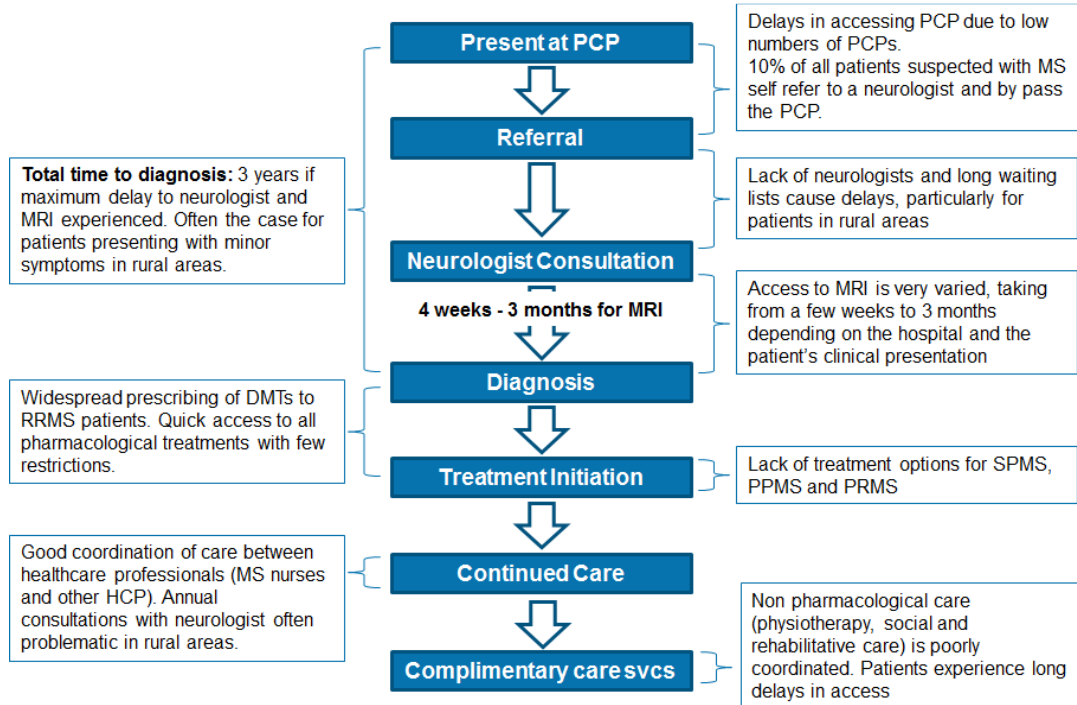 Present at PCP
Delays in accessing PCP due to low
numbers of PCPs.
10% of all patients suspected with MS
self refer to a neurologist and by pass
the PCP.
Referral
Total time to diagnosis: 3 years if
maximum delay to neurologist and
MRI experienced. Often the case for
patients presenting with minor
symptoms in rural areas.
Lack of neurologists and long waiting
lists cause delays, particularly for
patients in rural areas
Neurologist Consultation
4 weeks - 3 months for MRI
Access to MRI is very varied, taking
from a few weeks to 3 months
depending on the hospital and the
patient's clinical presentation
Diagnosis
Widespread prescribing of DMTs to
RRMS patients. Quick access to all
pharmacological treatments with few
restrictions.
Treatment Initiation
Lack of treatment options for SPMS,
PPMS and PRMS
Good coordination of care between
healthcare professionals (MS nurses
and other HCP). Annual
consultations with neurologist often
problematic in rural areas.
Continued Care
Non pharmacological care
(physiotherapy, social and
rehabilitative care) is poorly
coordinated. Patients experience long
delays in access
Complimentary care svcs